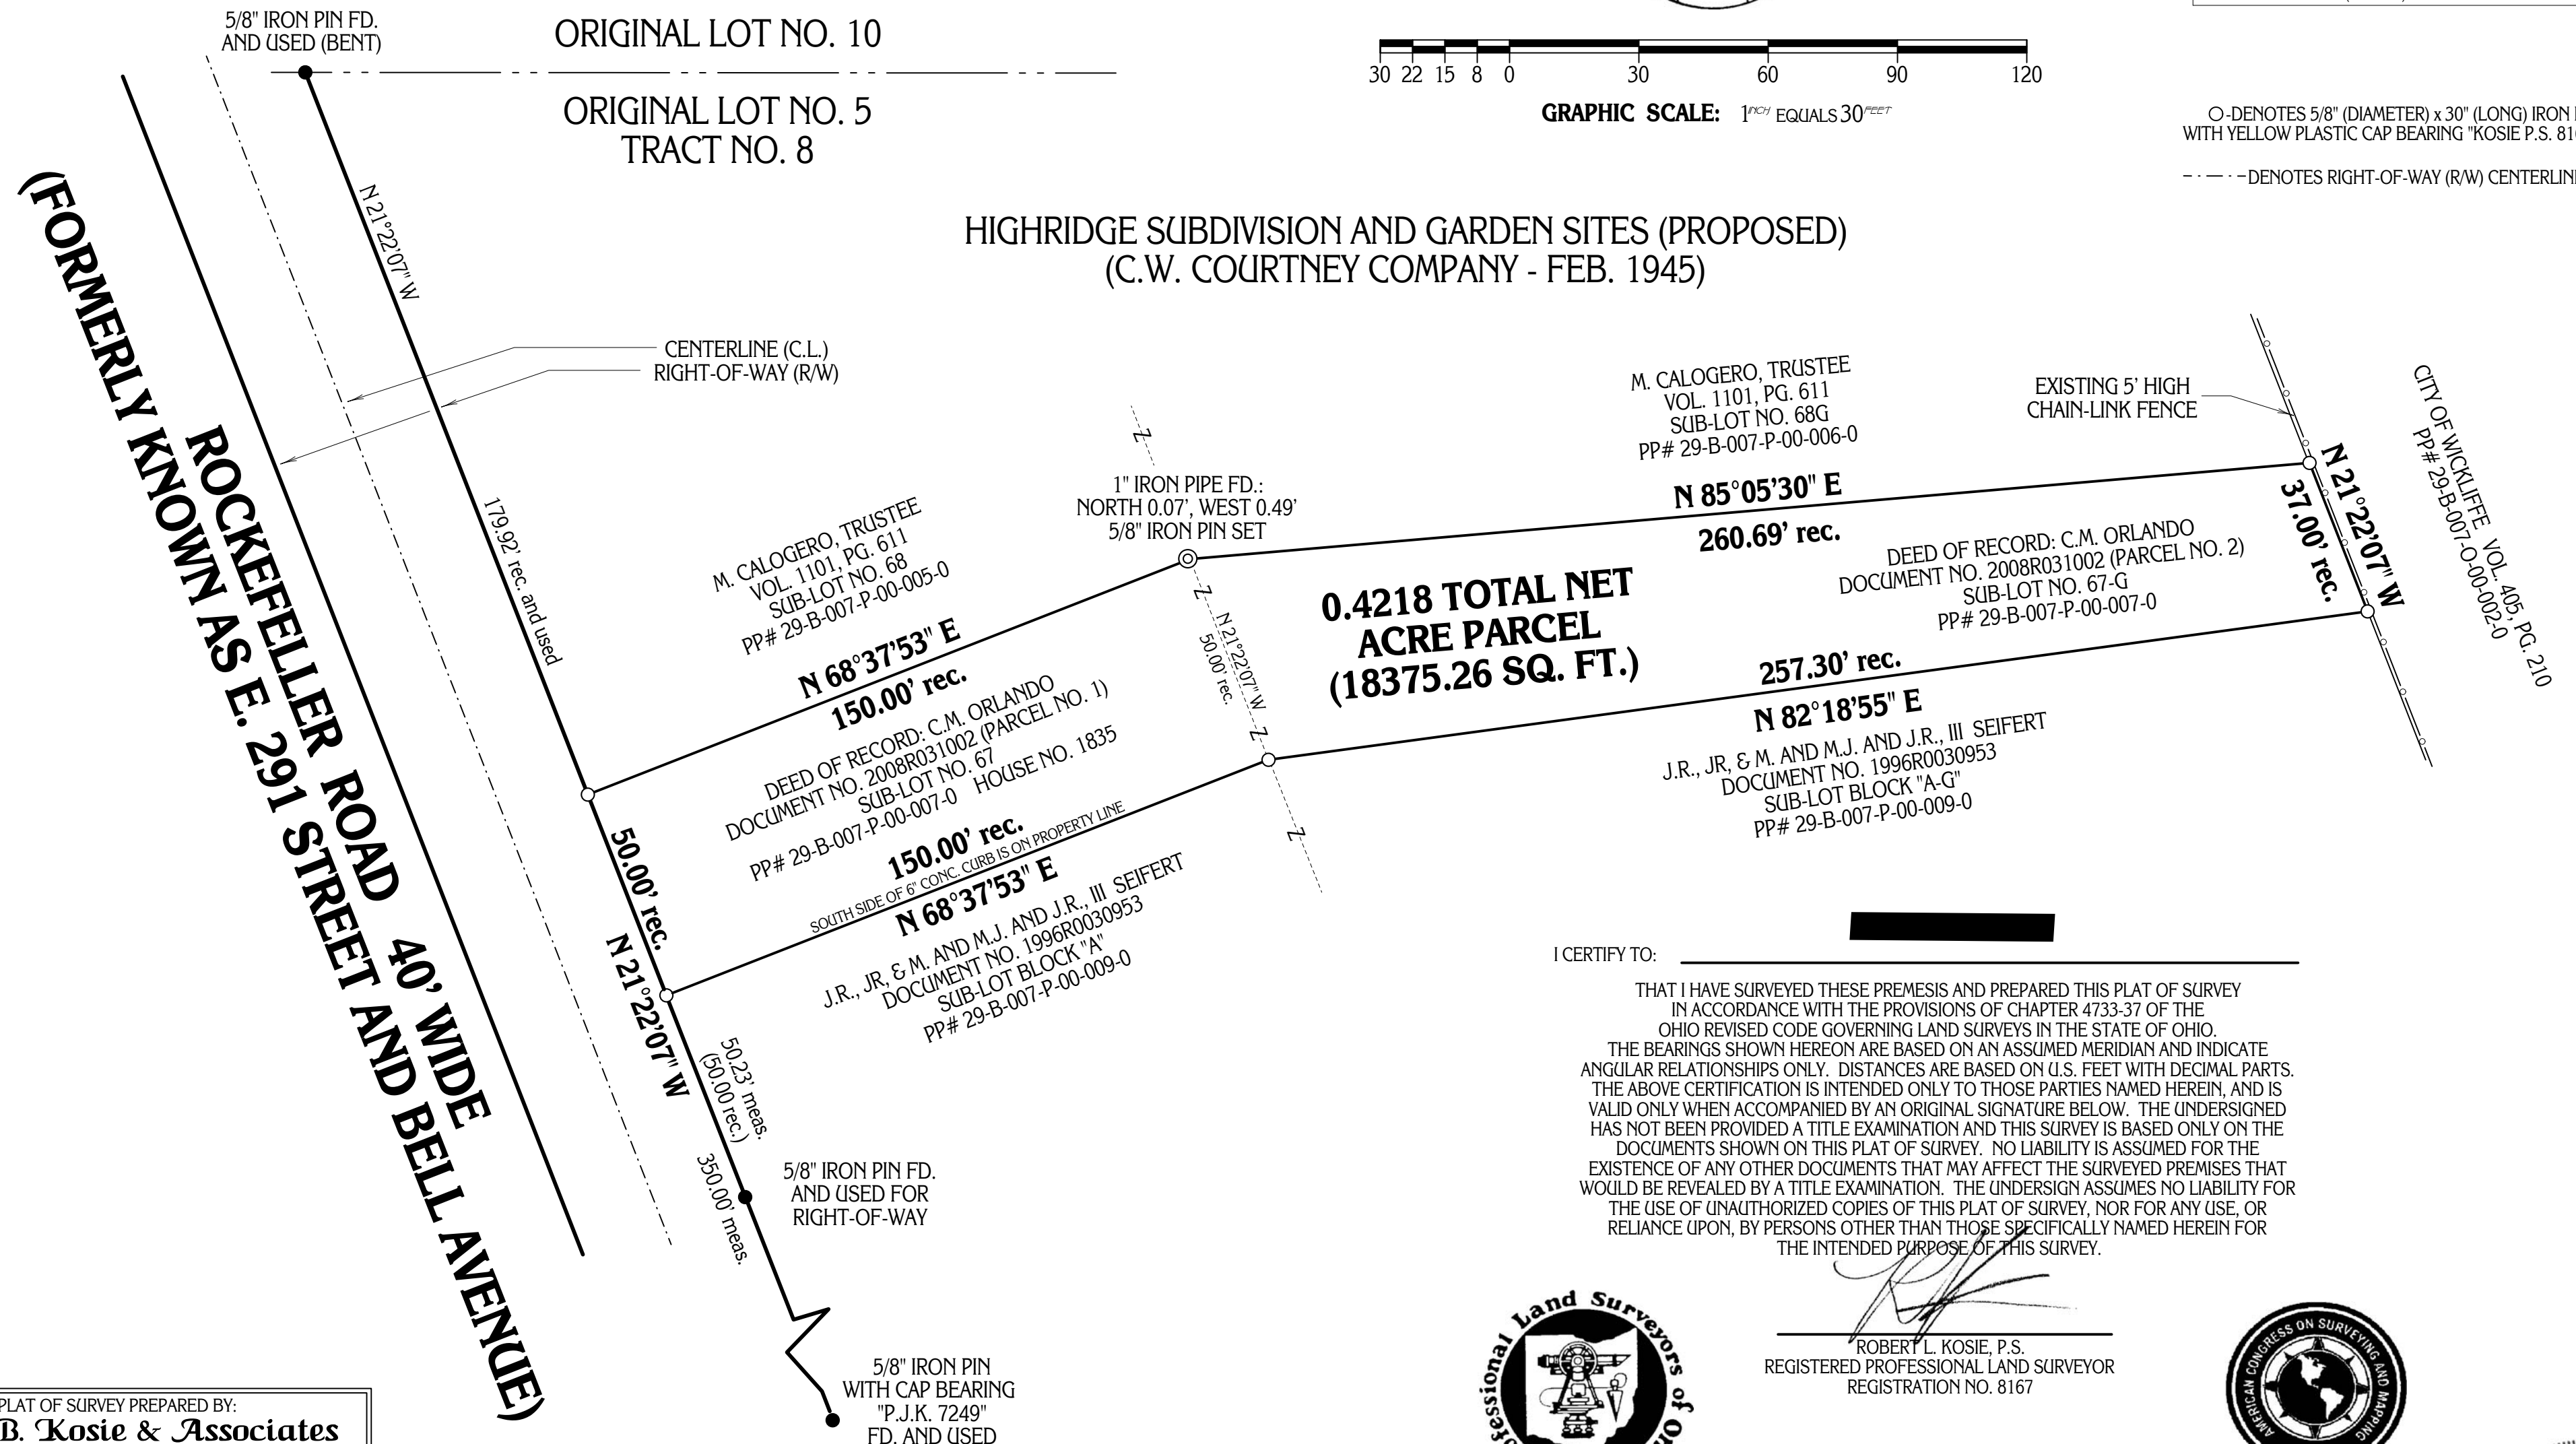 5/8" IRON PIN FD.
AND USED (BENT)
ORIGINAL LOT NO. 10
ORIGINAL LOT NO. 5
TRACT NO. 8
30 22 15 8 0 30 60 90 120
GRAPHIC SCALE: 1 INCH EQUALS 30 FEET
O-DENOTES 5/8" (DIAMETER) x 30" (LONG) IRON
WITH YELLOW PLASTIC CAP BEARING "KOSIE P.S.
-DENOTES RIGHT-OF-WAY (R/W) CENTERLINE
HIGHRIDGE SUBDIVISION AND GARDEN SITES (PROPOSED)
(C.W. COURTNEY COMPANY - FEB. 1945)
N 21°22'07" W
179.92' rec. and used
CENTERLINE (C.L.)
RIGHT-OF-WAY (R/W)
ROCKEFELLER ROAD 40' WIDE
(FORMERLY KNOWN AS E. 291 STREET AND BELL AVENUE)
M. CALOGERO, TRUSTEE
VOL. 1101, PG. 611
SUB-LOT NO. 68
PP# 29-B-007-P-00-005-0
N 68°37'53" E
150.00' rec.
1" IRON PIPE FD.:
NORTH 0.07', WEST 0.49'
5/8" IRON PIN SET
Z
Z
Z
Z
N 21°22'07" W
50.00' rec.
M. CALOGERO, TRUSTEE
VOL. 1101, PG. 611
SUB-LOT NO. 68G
PP# 29-B-007-P-00-006-0
N 85°05'30" E
260.69' rec.
EXISTING 5' HIGH
CHAIN-LINK FENCE
N 21°22'07" W
37.00' rec.
CITY OF WICKLIFFE VOL. 405, PG. 210
PP# 29-B-007-O-00-002-0
DEED OF RECORD: C.M. ORLANDO
DOCUMENT NO. 2008R031002 (PARCEL NO. 2)
SUB-LOT NO. 67-G
PP# 29-B-007-P-00-007-0
0.4218 TOTAL NET
ACRE PARCEL
(18375.26 SQ. FT.)
257.30' rec.
N 82°18'55" E
J.R., JR, & M. AND M.J. AND J.R., III SEIFERT
DOCUMENT NO. 1996R0030953
SUB-LOT BLOCK "A-G"
PP# 29-B-007-P-00-009-0
DEED OF RECORD: C.M. ORLANDO
DOCUMENT NO. 2008R031002 (PARCEL NO. 1)
SUB-LOT NO. 67
PP# 29-B-007-P-00-007-0 HOUSE NO. 1835
150.00' rec.
SOUTH SIDE OF 6" CONC. CURB IS ON PROPERTY LINE
N 68°37'53" E
J.R., JR, & M. AND M.J. AND J.R., III SEIFERT
DOCUMENT NO. 1996R0030953
SUB-LOT BLOCK "A"
PP# 29-B-007-P-00-009-0
50.00' rec.
N 21°22'07" W
50.23' meas.
(50.00 rec.)
350.00' meas.
5/8" IRON PIN FD.
AND USED FOR
RIGHT-OF-WAY
5/8" IRON PIN
WITH CAP BEARING
"P.J.K. 7249"
FD. AND USED
I CERTIFY TO:
THAT I HAVE SURVEYED THESE PREMESIS AND PREPARED THIS PLAT OF SURVEY
IN ACCORDANCE WITH THE PROVISIONS OF CHAPTER 4733-37 OF THE
OHIO REVISED CODE GOVERNING LAND SURVEYS IN THE STATE OF OHIO.
THE BEARINGS SHOWN HEREON ARE BASED ON AN ASSUMED MERIDIAN AND INDICATE
ANGULAR RELATIONSHIPS ONLY. DISTANCES ARE BASED ON U.S. FEET WITH DECIMAL PARTS.
THE ABOVE CERTIFICATION IS INTENDED ONLY TO THOSE PARTIES NAMED HEREIN, AND IS
VALID ONLY WHEN ACCOMPANIED BY AN ORIGINAL SIGNATURE BELOW. THE UNDERSIGNED
HAS NOT BEEN PROVIDED A TITLE EXAMINATION AND THIS SURVEY IS BASED ONLY ON THE
DOCUMENTS SHOWN ON THIS PLAT OF SURVEY. NO LIABILITY IS ASSUMED FOR THE
EXISTENCE OF ANY OTHER DOCUMENTS THAT MAY AFFECT THE SURVEYED PREMISES THAT
WOULD BE REVEALED BY A TITLE EXAMINATION. THE UNDERSIGN ASSUMES NO LIABILITY FOR
THE USE OF UNAUTHORIZED COPIES OF THIS PLAT OF SURVEY, NOR FOR ANY USE, OR
RELIANCE UPON, BY PERSONS OTHER THAN THOSE SPECIFICALLY NAMED HEREIN FOR
THE INTENDED PURPOSE OF THIS SURVEY.
ROBERT L. KOSIE, P.S.
REGISTERED PROFESSIONAL LAND SURVEYOR
REGISTRATION NO. 8167
Land Surveyors of
AMERICAN CONGRESS ON SURVEYING AND MAPPING
PLAT OF SURVEY PREPARED BY:
B. Kosie & Associates